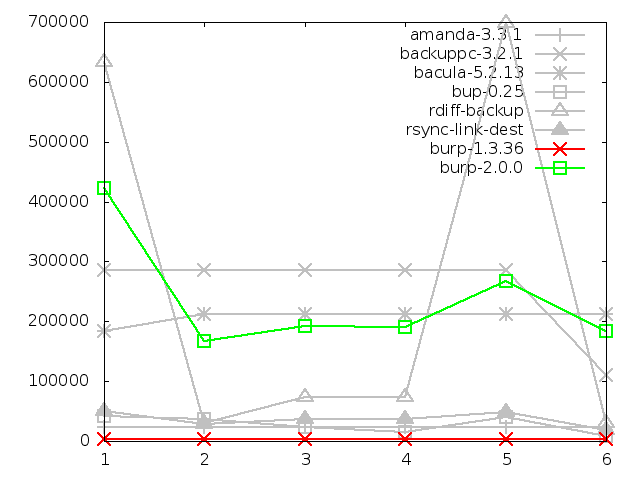 700000
600000
500000
400000
300000
200000
100000
0
1 2 3 4 5 6
amanda-3.3.1
backuppc-3.2.1
bacula-5.2.13
bup-0.25
rdiff-backup
rsync-link-dest
burp-1.3.36
burp-2.0.0